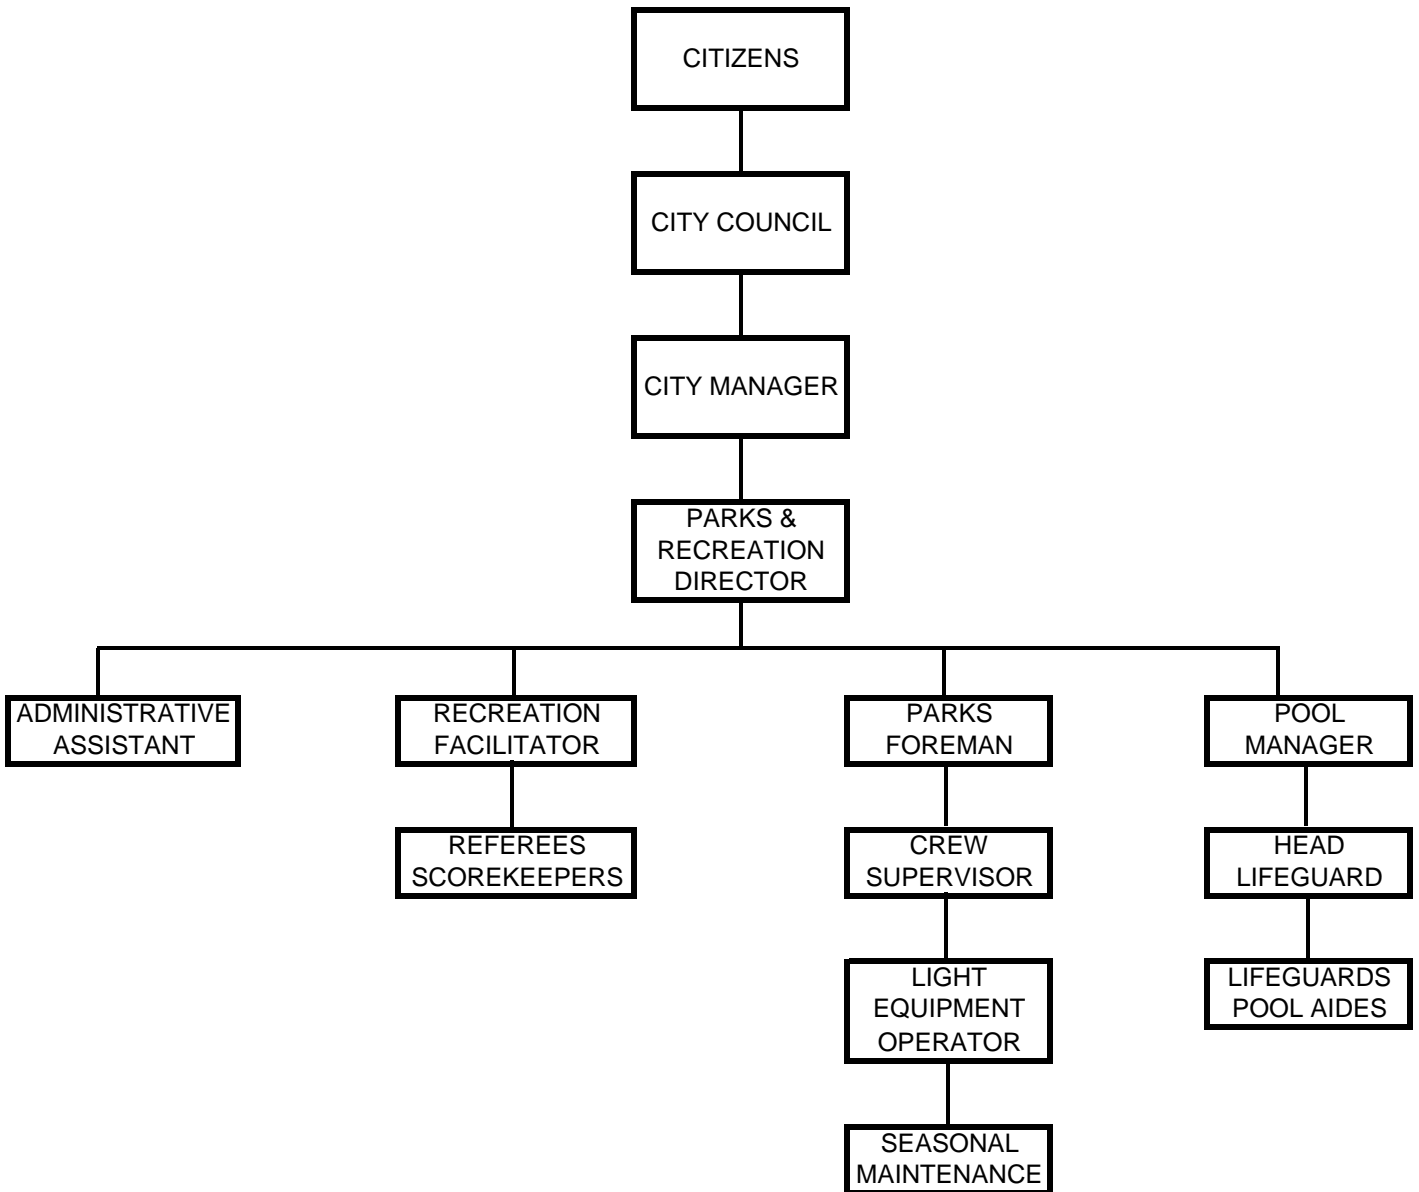 CITIZENS
CITY COUNCIL
CITY MANAGER
PARKS &
RECREATION
DIRECTOR
ADMINISTRATIVE
ASSISTANT
RECREATION
FACILITATOR
PARKS
FOREMAN
POOL
MANAGER
REFEREES
SCOREKEEPERS
CREW
SUPERVISOR
HEAD
LIFEGUARD
LIGHT
EQUIPMENT
OPERATOR
LIFEGUARDS
POOL AIDES
SEASONAL
MAINTENANCE